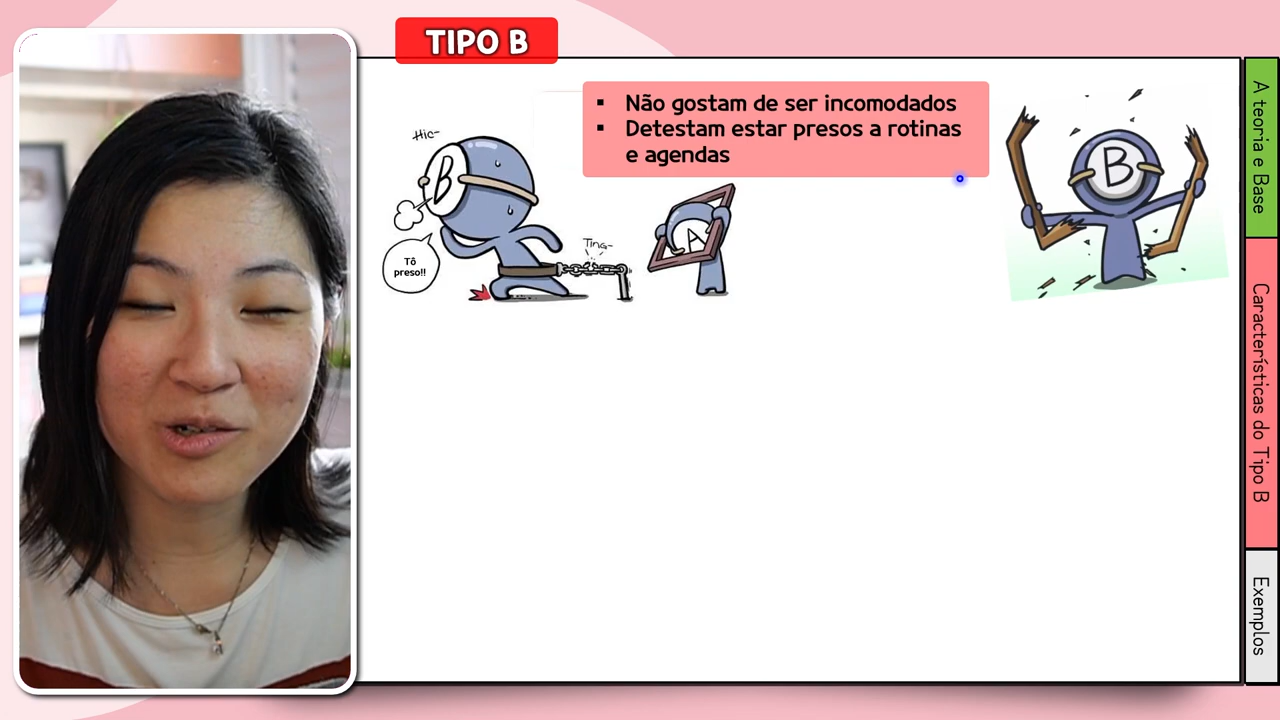 TIPO B
Não gostam de ser incomodados
Detestam estar presos a rotinas
e agendas
Hic-
B
Tô
preso!!
Ting-
A
B
A teoria e Base
Características do Tipo B
Exemplos